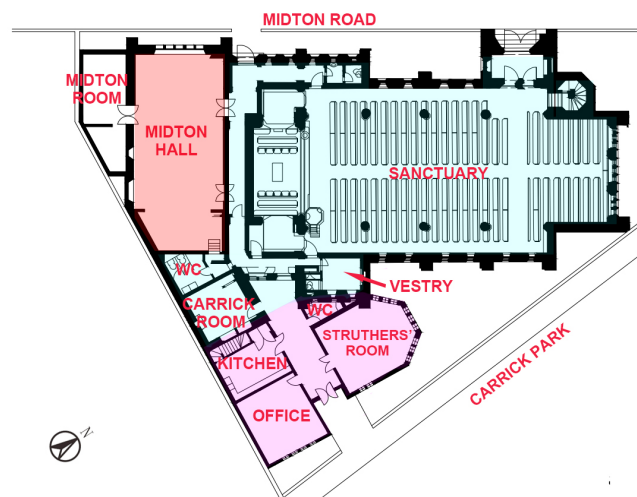 MIDTON ROAD
MIDTON
ROOM
MIDTON
HALL
SANCTUARY
WC
VESTRY
CARRICK
ROOM
WC
STRUTHERS'
ROOM
KITCHEN
OFFICE
CARRICK PARK
N